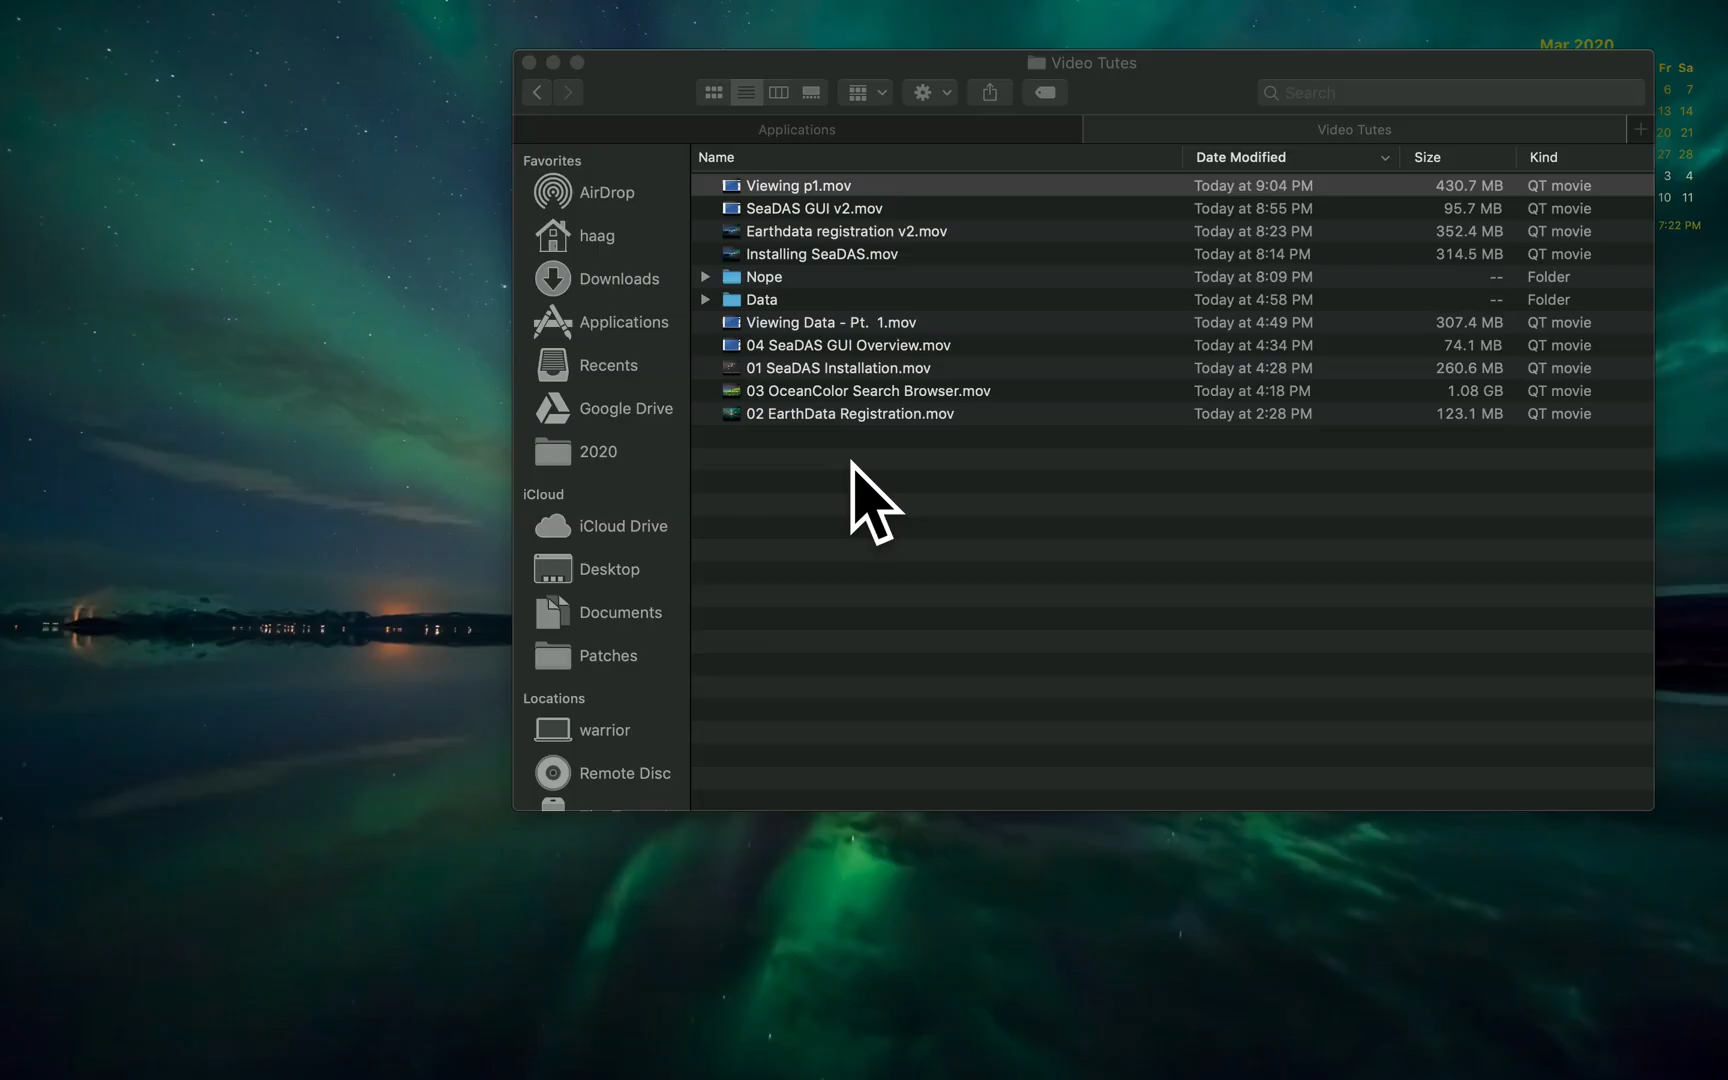 Mar 2020
Video Tutes
Search
Applications
Video Tutes
Fr Sa
6 7
13 14
20 21
27 28
3 4
10 11
7:22 PM
Favorites
AirDrop
haag
Downloads
Applications
Recents
Google Drive
2020
iCloud
iCloud Drive
Desktop
Documents
Patches
Locations
warrior
Remote Disc
Name Date Modified Size Kind
Viewing p1.mov Today at 9:04 PM 430.7 MB QT movie
SeaDAS GUI v2.mov Today at 8:55 PM 95.7 MB QT movie
Earthdata registration v2.mov Today at 8:23 PM 352.4 MB QT movie
Installing SeaDAS.mov Today at 8:14 PM 314.5 MB QT movie
Nope Today at 8:09 PM -- Folder
Data Today at 4:58 PM -- Folder
Viewing Data - Pt. 1.mov Today at 4:49 PM 307.4 MB QT movie
04 SeaDAS GUI Overview.mov Today at 4:34 PM 74.1 MB QT movie
01 SeaDAS Installation.mov Today at 4:28 PM 260.6 MB QT movie
03 OceanColor Search Browser.mov Today at 4:18 PM 1.08 GB QT movie
02 EarthData Registration.mov Today at 2:28 PM 123.1 MB QT movie